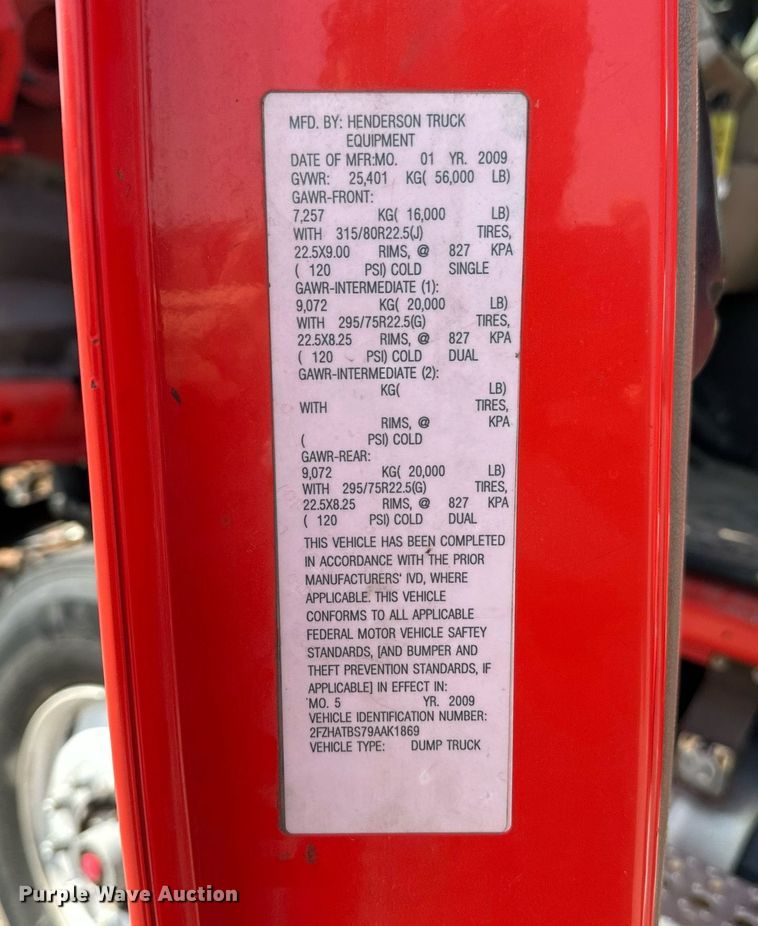 MFD. BY: HENDERSON TRUCK
EQUIPMENT
DATE OF MFR:MO. 01 YR. 2009
GVWR: 25,401 KG( 56,000 LB)
GAWR-FRONT:
7,257 KG( 16,000 LB)
WITH 315/80R22.5(J) TIRES,
22.5X9.00 RIMS, @ 827 KPA
( 120 PSI) COLD SINGLE
GAWR-INTERMEDIATE (1):
9,072 KG( 20,000 LB)
WITH 295/75R22.5(G) TIRES,
22.5X8.25 RIMS, @ 827 KPA
( 120 PSI) COLD DUAL
GAWR-INTERMEDIATE (2):
KG( LB)
WITH TIRES,
RIMS, @ KPA
( PSI) COLD
GAWR-REAR:
9,072 KG( 20,000 LB)
WITH 295/75R22.5(G) TIRES,
22.5X8.25 RIMS, @ 827 KPA
( 120 PSI) COLD DUAL
THIS VEHICLE HAS BEEN COMPLETED
IN ACCORDANCE WITH THE PRIOR
MANUFACTURERS' IVD, WHERE
APPLICABLE. THIS VEHICLE
CONFORMS TO ALL APPLICABLE
FEDERAL MOTOR VEHICLE SAFTEY
STANDARDS, [AND BUMPER AND
THEFT PREVENTION STANDARDS, IF
APPLICABLE] IN EFFECT IN:
MO. 5 YR. 2009
VEHICLE IDENTIFICATION NUMBER:
2FZHATBS79AAK1869
VEHICLE TYPE: DUMP TRUCK
Purple Wave Auction